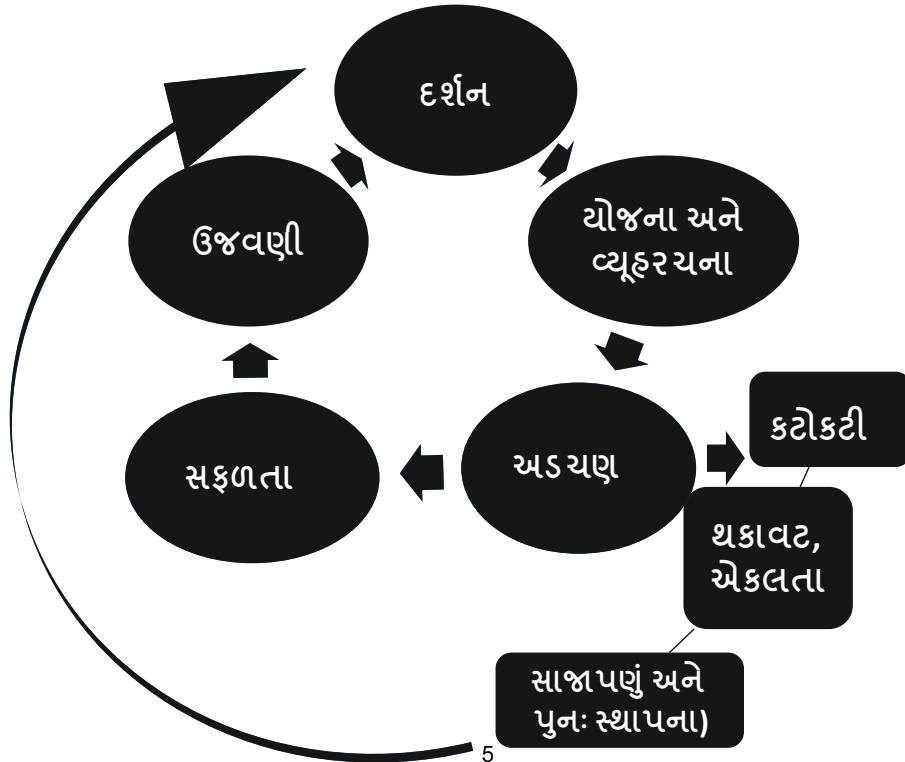 દર્શન
યોજના અને
વ્યૂહરચના
અડચણ
સફળતા
ઉજવણી
કટોકટી
થકાવટ,
એકલતા
સાજાપણું અને
પુનઃ સ્થાપના)
5